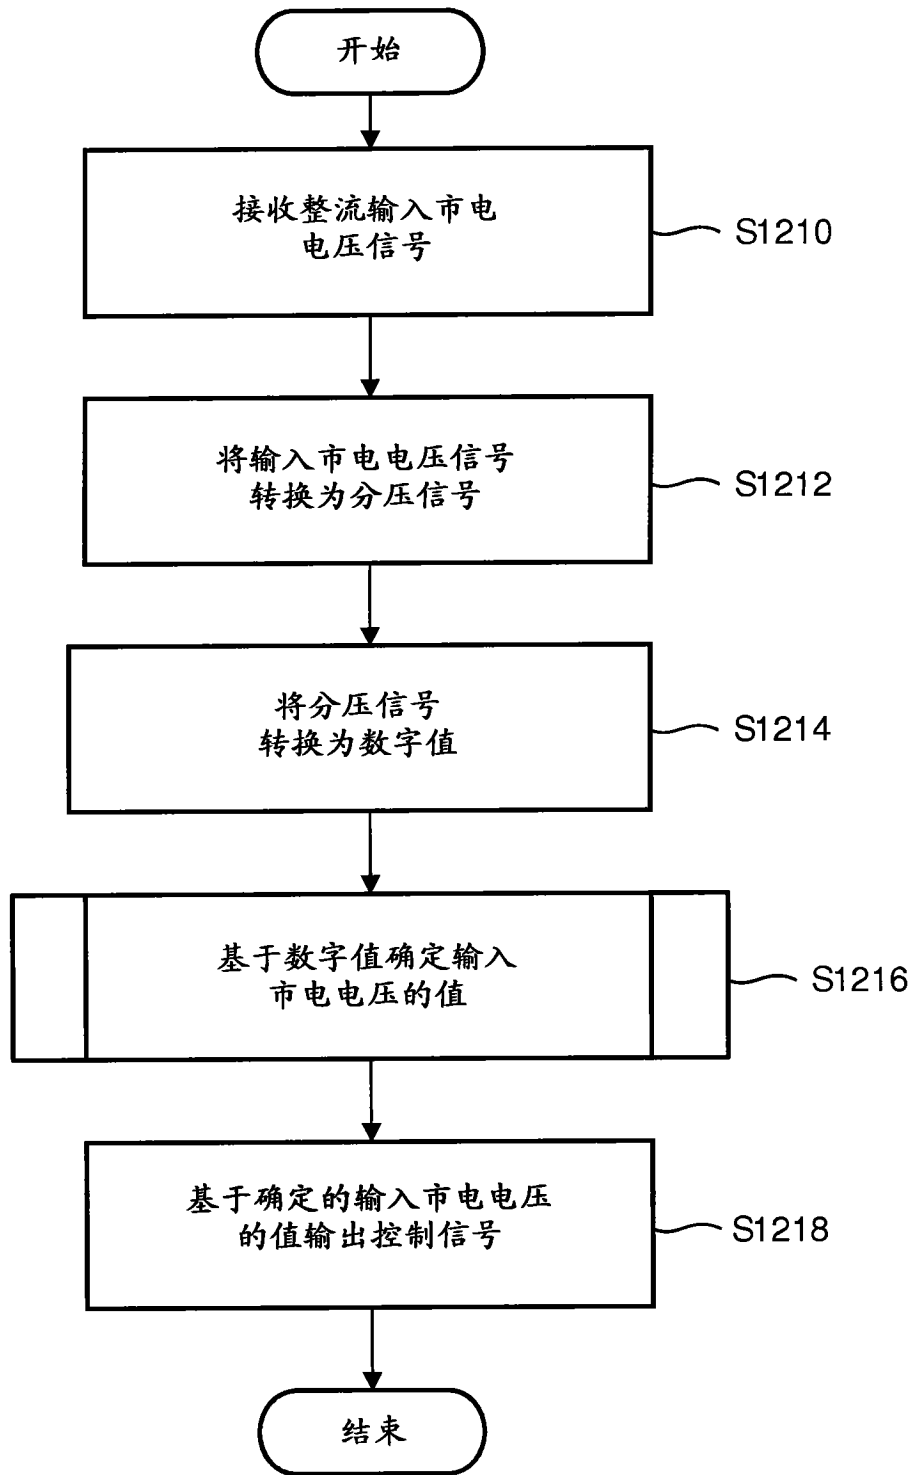 开始
接收整流输入市电
电压信号
S1210
将输入市电电压信号
转换为分压信号
S1212
将分压信号
转换为数字值
S1214
基于数字值确定输入
市电电压的值
S1216
基于确定的输入市电电压
的值输出控制信号
S1218
结束